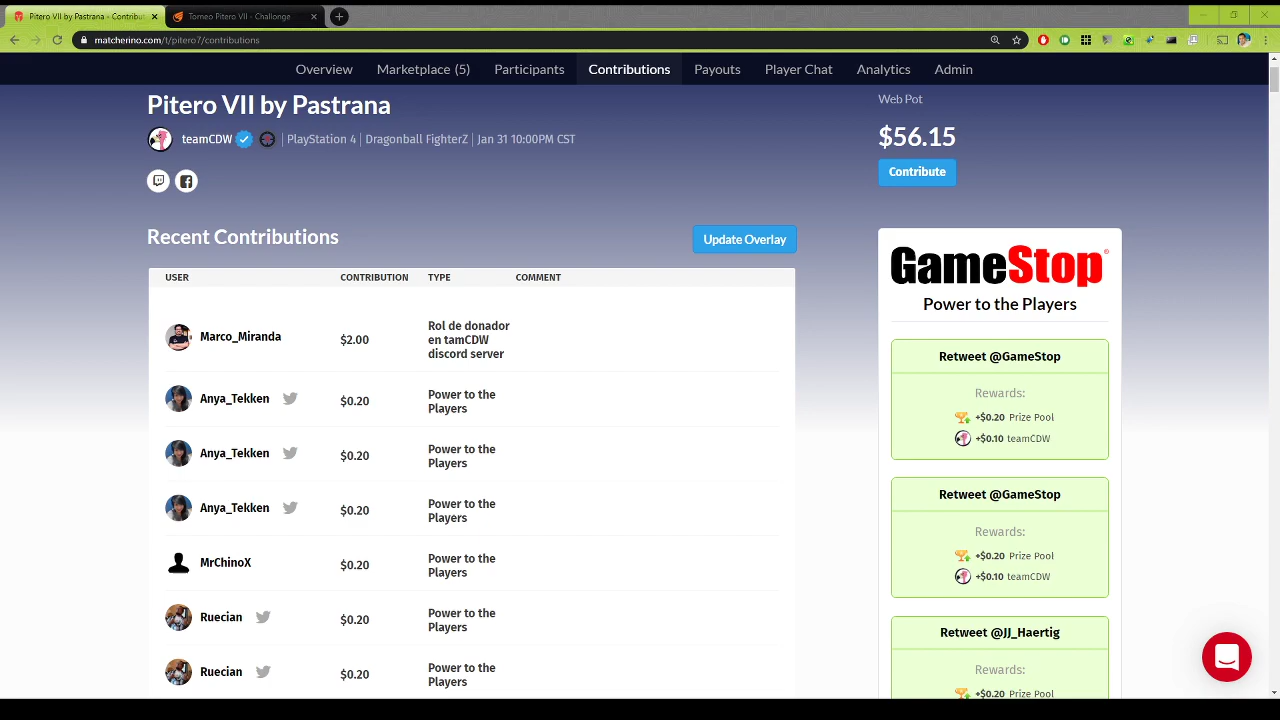 Pitero VII by Pastrana - Contribut
Torneo Pitero VII - Challonge
matcherino.com/t/pitero7/contributions
Overview Marketplace (5) Participants Contributions Payouts Player Chat Analytics Admin
Pitero VII by Pastrana
teamCDW | PlayStation 4 | Dragonball FighterZ | Jan 31 10:00PM CST
Web Pot
$56.15
Contribute
Recent Contributions
Update Overlay
USER CONTRIBUTION TYPE COMMENT
Marco_Miranda $2.00 Rol de donador
en tamCDW
discord server
Anya_Tekken $0.20 Power to the
Players
Anya_Tekken $0.20 Power to the
Players
Anya_Tekken $0.20 Power to the
Players
MrChinoX $0.20 Power to the
Players
Ruecian $0.20 Power to the
Players
Ruecian $0.20 Power to the
Players
GameStop
Power to the Players
Retweet @GameStop
Rewards:
+$0.20 Prize Pool
+$0.10 teamCDW
Retweet @GameStop
Rewards:
+$0.20 Prize Pool
+$0.10 teamCDW
Retweet @JJ_Haertig
Rewards:
+$0.20 Prize Pool